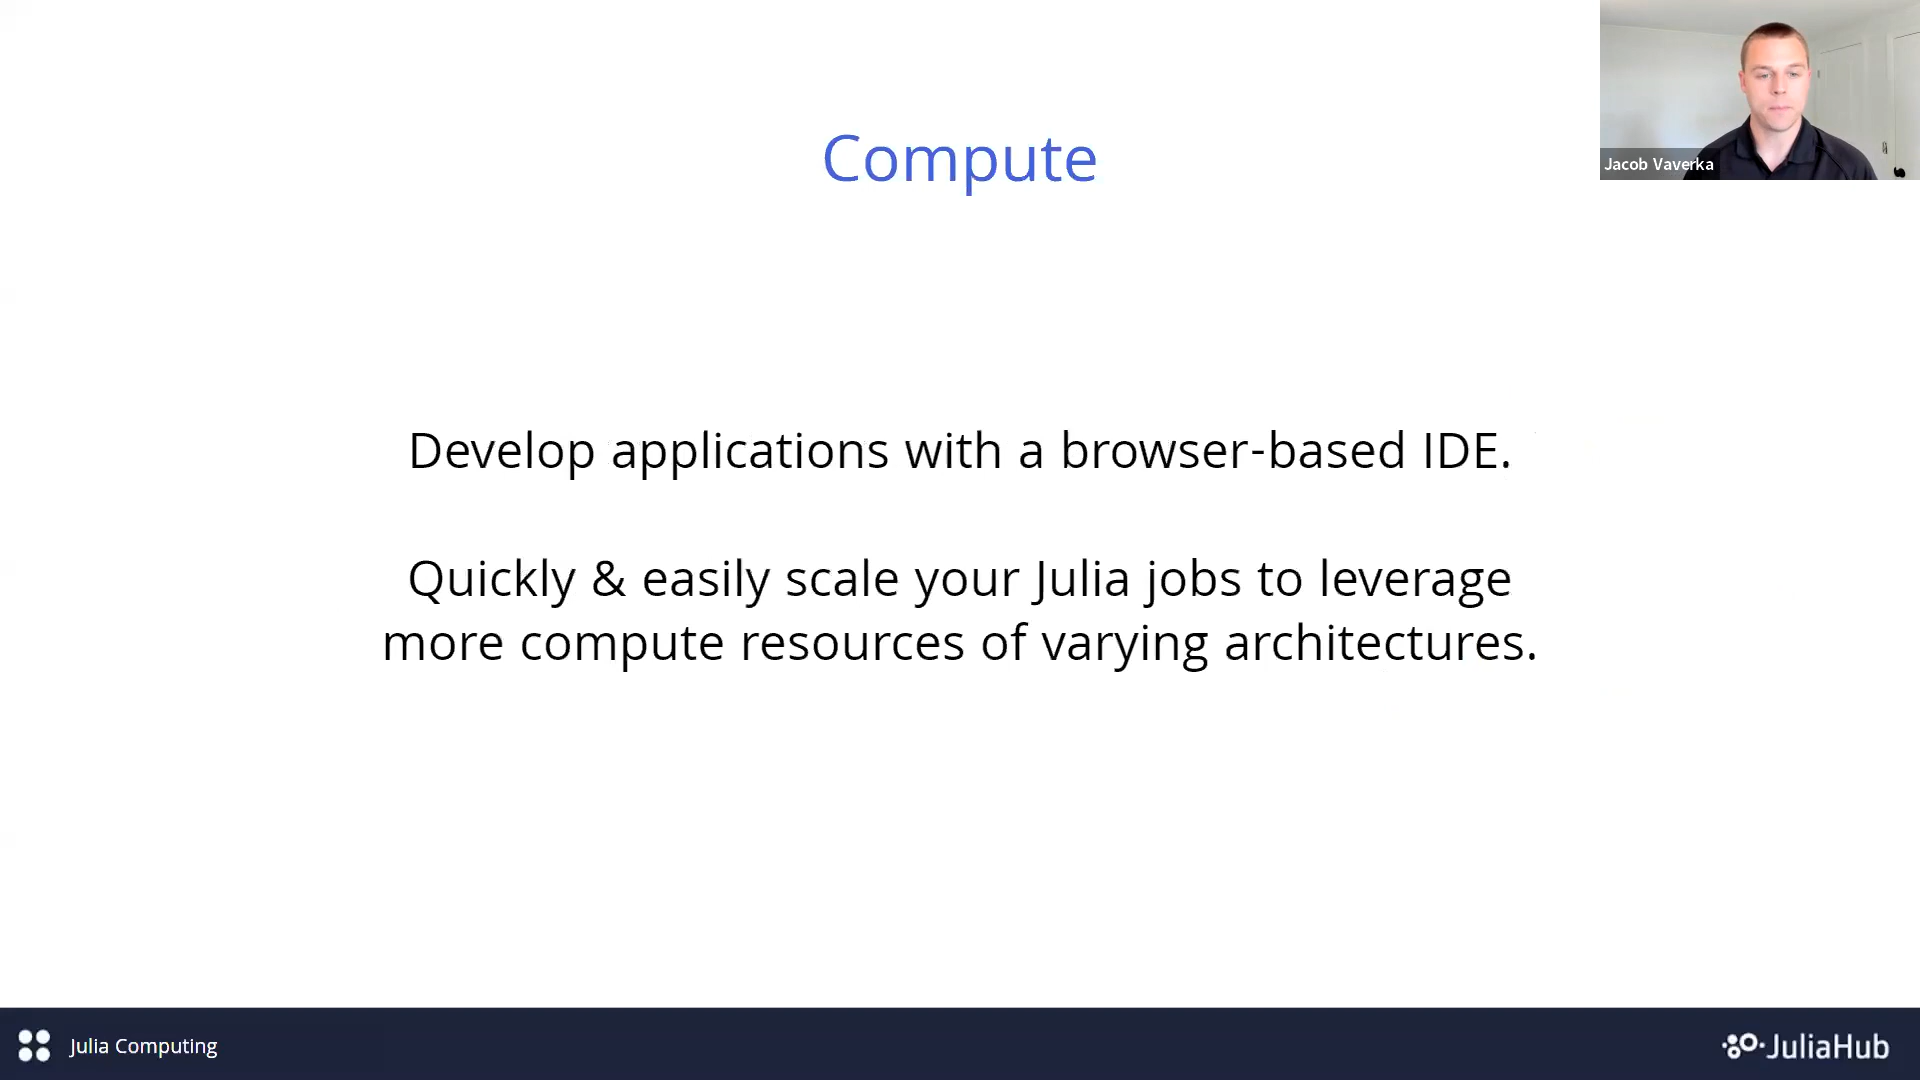 Compute
Jacob Vaverka
Develop applications with a browser-based IDE.
Quickly & easily scale your Julia jobs to leverage
more compute resources of varying architectures.
Julia Computing
JuliaHub